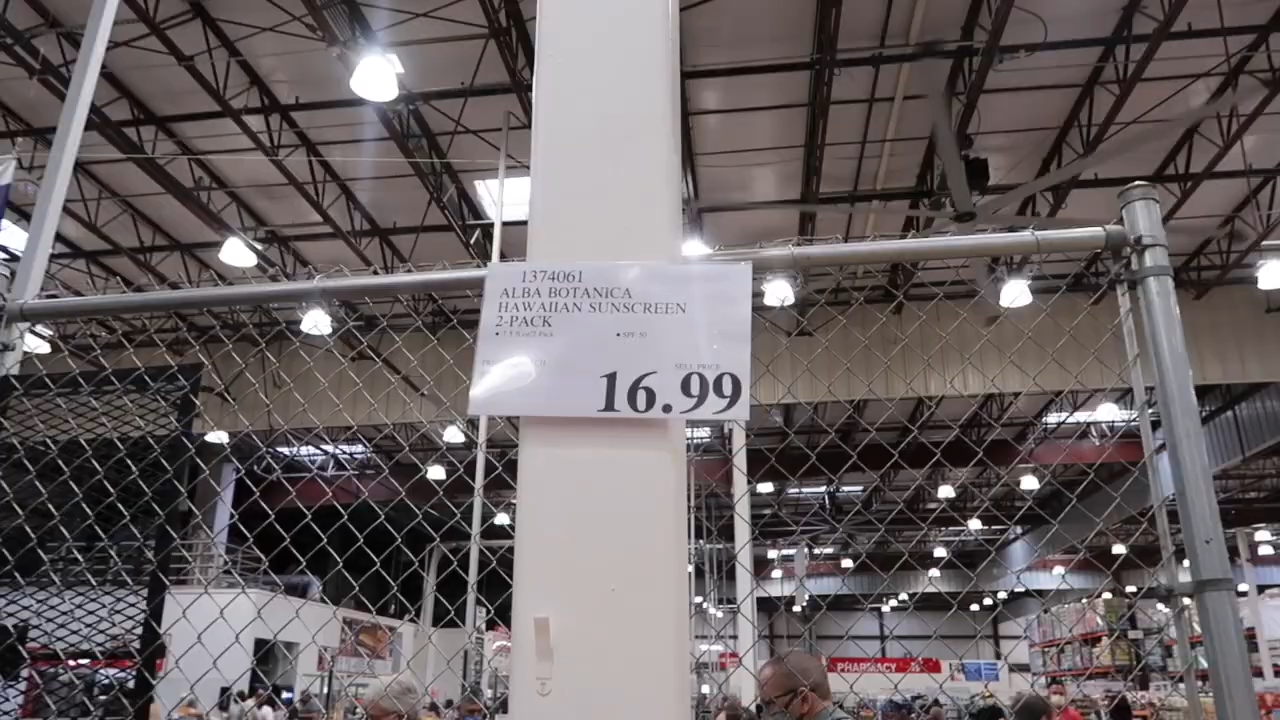 1374061
ALBA BOTANICA
HAWAIIAN SUNSCREEN
2-PACK
• SPF 50
SELL PRICE
16.99
PHARMACY